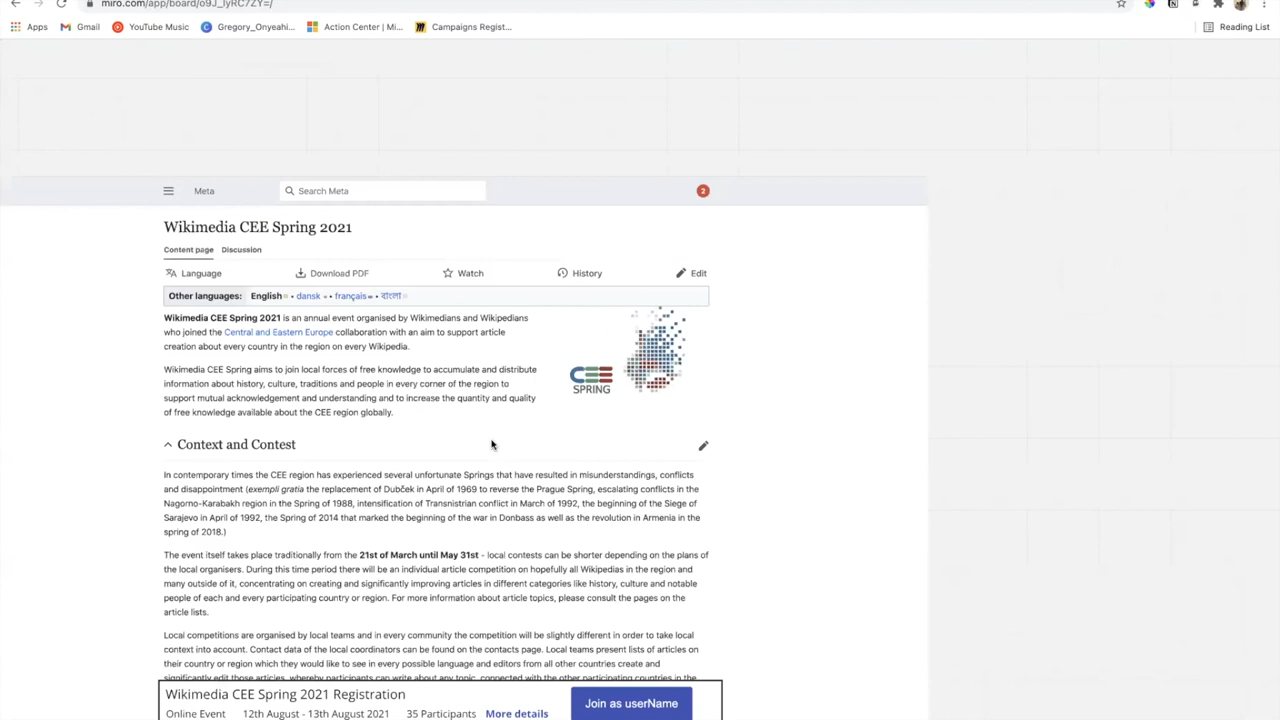 miro.com/app/board/o9J_lyRC7ZY=/
Apps Gmail YouTube Music Gregory_Onyeahi... Action Center | Mi... Campaigns Regist... Reading List
Meta Search Meta 2
Wikimedia CEE Spring 2021
Content page Discussion
Language Download PDF Watch History Edit
Other languages: English • dansk • français • বাংলা
Wikimedia CEE Spring 2021 is an annual event organised by Wikimedians and Wikipedians
who joined the Central and Eastern Europe collaboration with an aim to support article
creation about every country in the region on every Wikipedia.
Wikimedia CEE Spring aims to join local forces of free knowledge to accumulate and distribute
information about history, culture, traditions and people in every corner of the region to
support mutual acknowledgement and understanding and to increase the quantity and quality
of free knowledge available about the CEE region globally.
CEE
SPRING
Context and Contest
In contemporary times the CEE region has experienced several unfortunate Springs that have resulted in misunderstandings, conflicts
and disappointment (exempli gratia the replacement of Dubček in April of 1969 to reverse the Prague Spring, escalating conflicts in the
Nagorno-Karabakh region in the Spring of 1988, intensification of Transnistrian conflict in March of 1992, the beginning of the Siege of
Sarajevo in April of 1992, the Spring of 2014 that marked the beginning of the war in Donbass as well as the revolution in Armenia in the
spring of 2018.)
The event itself takes place traditionally from the 21st of March until May 31st - local contests can be shorter depending on the plans of
the local organisers. During this time period there will be an individual article competition on hopefully all Wikipedias in the region and
many outside of it, concentrating on creating and significantly improving articles in different categories like history, culture and notable
people of each and every participating country or region. For more information about article topics, please consult the pages on the
article lists.
Local competitions are organised by local teams and in every community the competition will be slightly different in order to take local
context into account. Contact data of the local coordinators can be found on the contacts page. Local teams present lists of articles on
their country or region which they would like to see in every possible language and editors from all other countries create and
significantly edit those articles, whereby participants can write about any topic, connected with the other participating countries in the
Wikimedia CEE Spring 2021 Registration
Online Event 12th August - 13th August 2021 35 Participants More details
Join as userName